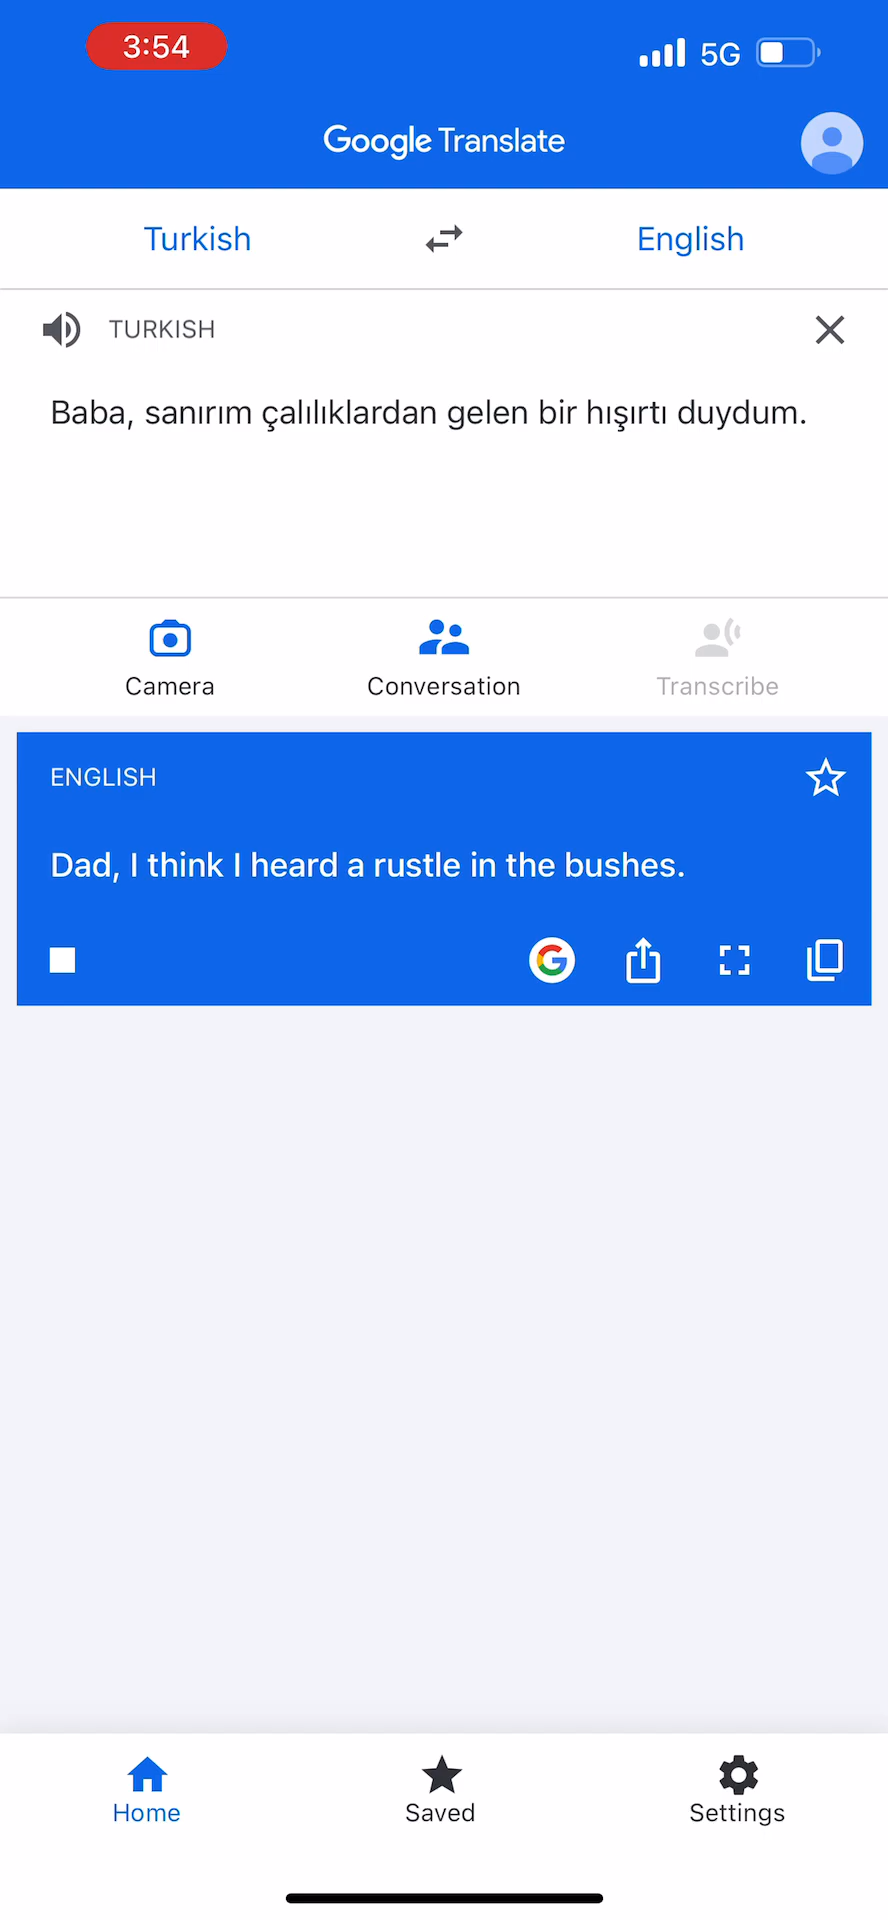 3:54 5G
Google Translate
Turkish English
TURKISH
Baba, sanırım çalılıklardan gelen bir hışırtı duydum.
Camera Conversation Transcribe
ENGLISH
Dad, I think I heard a rustle in the bushes.
G
Home Saved Settings